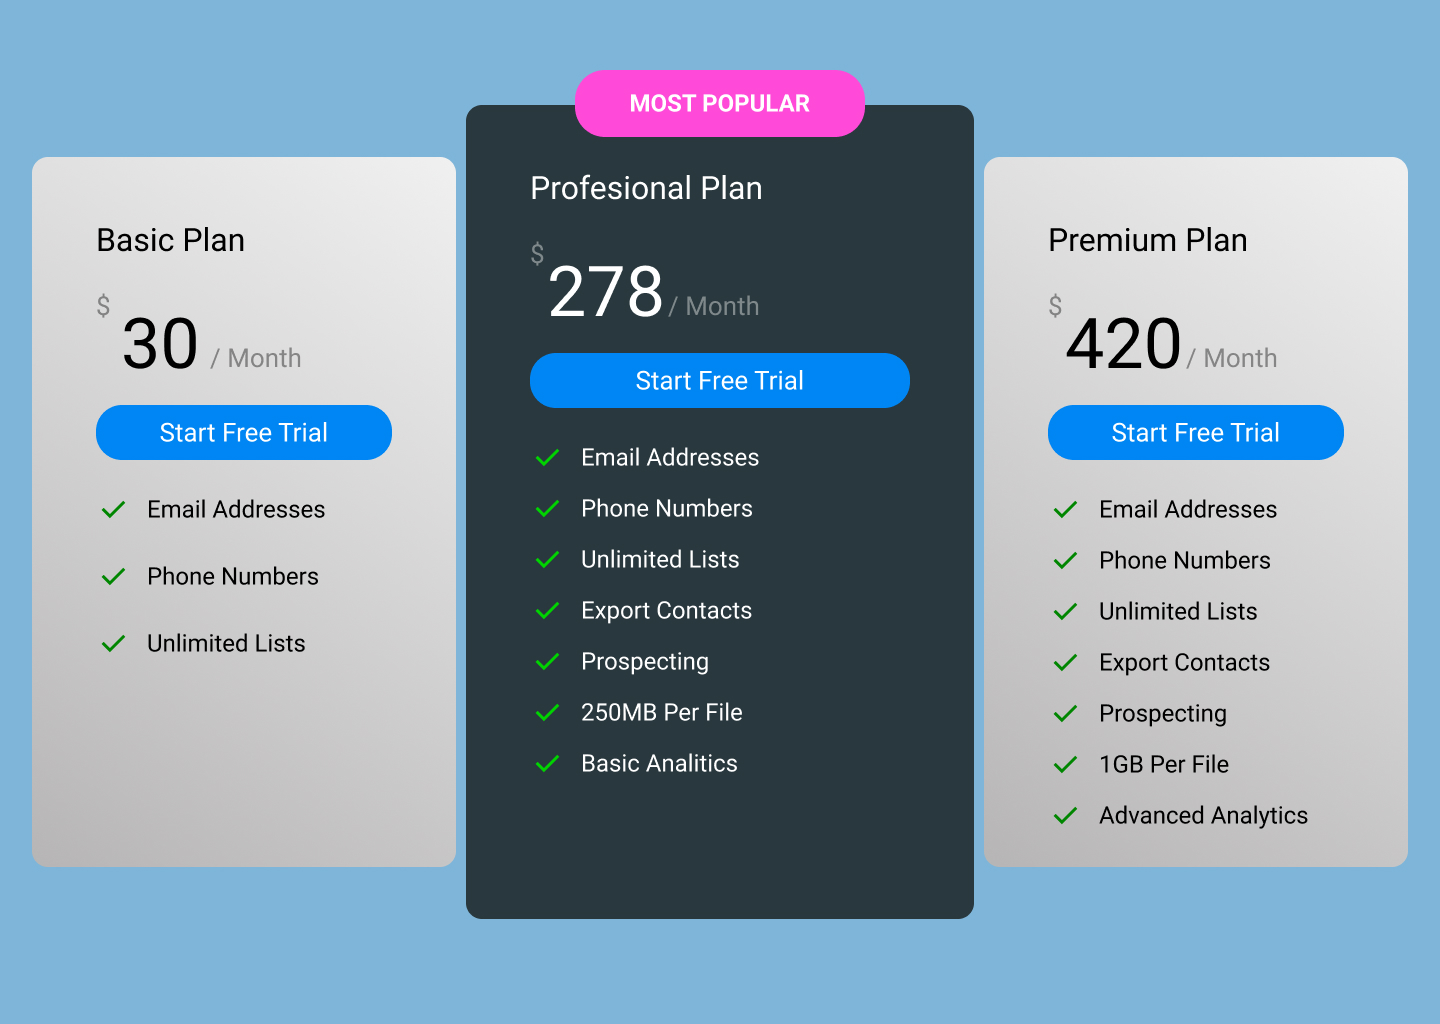 MOST POPULAR
Basic Plan
$
30 / Month
Start Free Trial
Email Addresses
Phone Numbers
Unlimited Lists
Profesional Plan
$
278 / Month
Start Free Trial
Email Addresses
Phone Numbers
Unlimited Lists
Export Contacts
Prospecting
250MB Per File
Basic Analitics
Premium Plan
$
420 / Month
Start Free Trial
Email Addresses
Phone Numbers
Unlimited Lists
Export Contacts
Prospecting
1GB Per File
Advanced Analytics